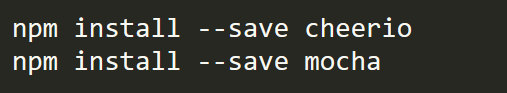 npm install --save cheerio
npm install --save mocha